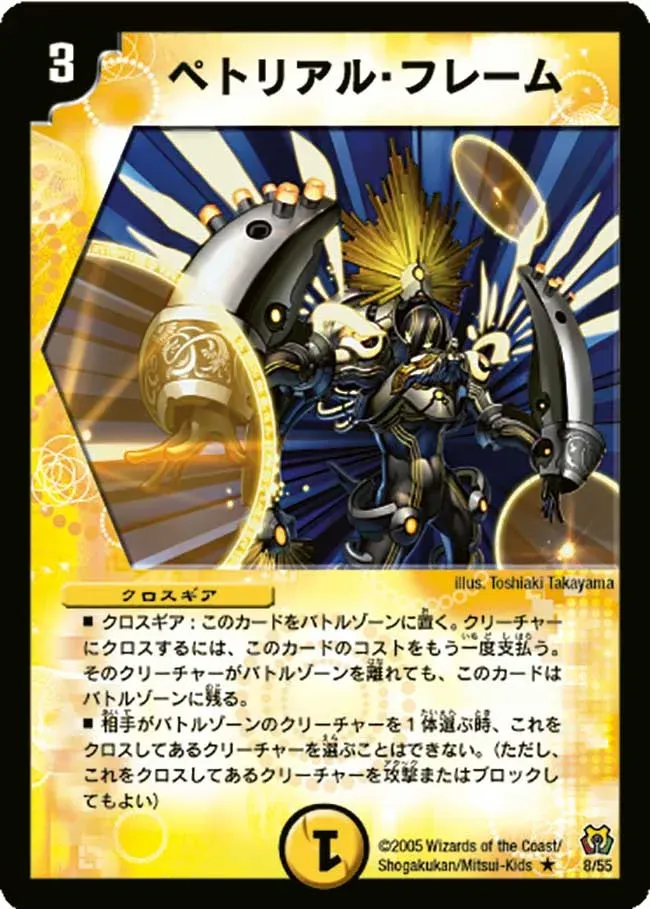 3
ペトリアル・フレーム
illus. Toshiaki Takayama
クロスギア
■ クロスギア：このカードをバトルゾーンに置く。クリーチャー
にクロスするには、このカードのコストをもう一度支払う。
そのクリーチャーがバトルゾーンを離れても、このカードは
バトルゾーンに残る。
■ 相手がバトルゾーンのクリーチャーを1体選ぶ時、これを
クロスしてあるクリーチャーを選ぶことはできない。（ただし、
これをクロスしてあるクリーチャーを攻撃またはブロックし
てもよい）
1
©2005 Wizards of the Coast/
Shogakukan/Mitsui-Kids ★ 8/55